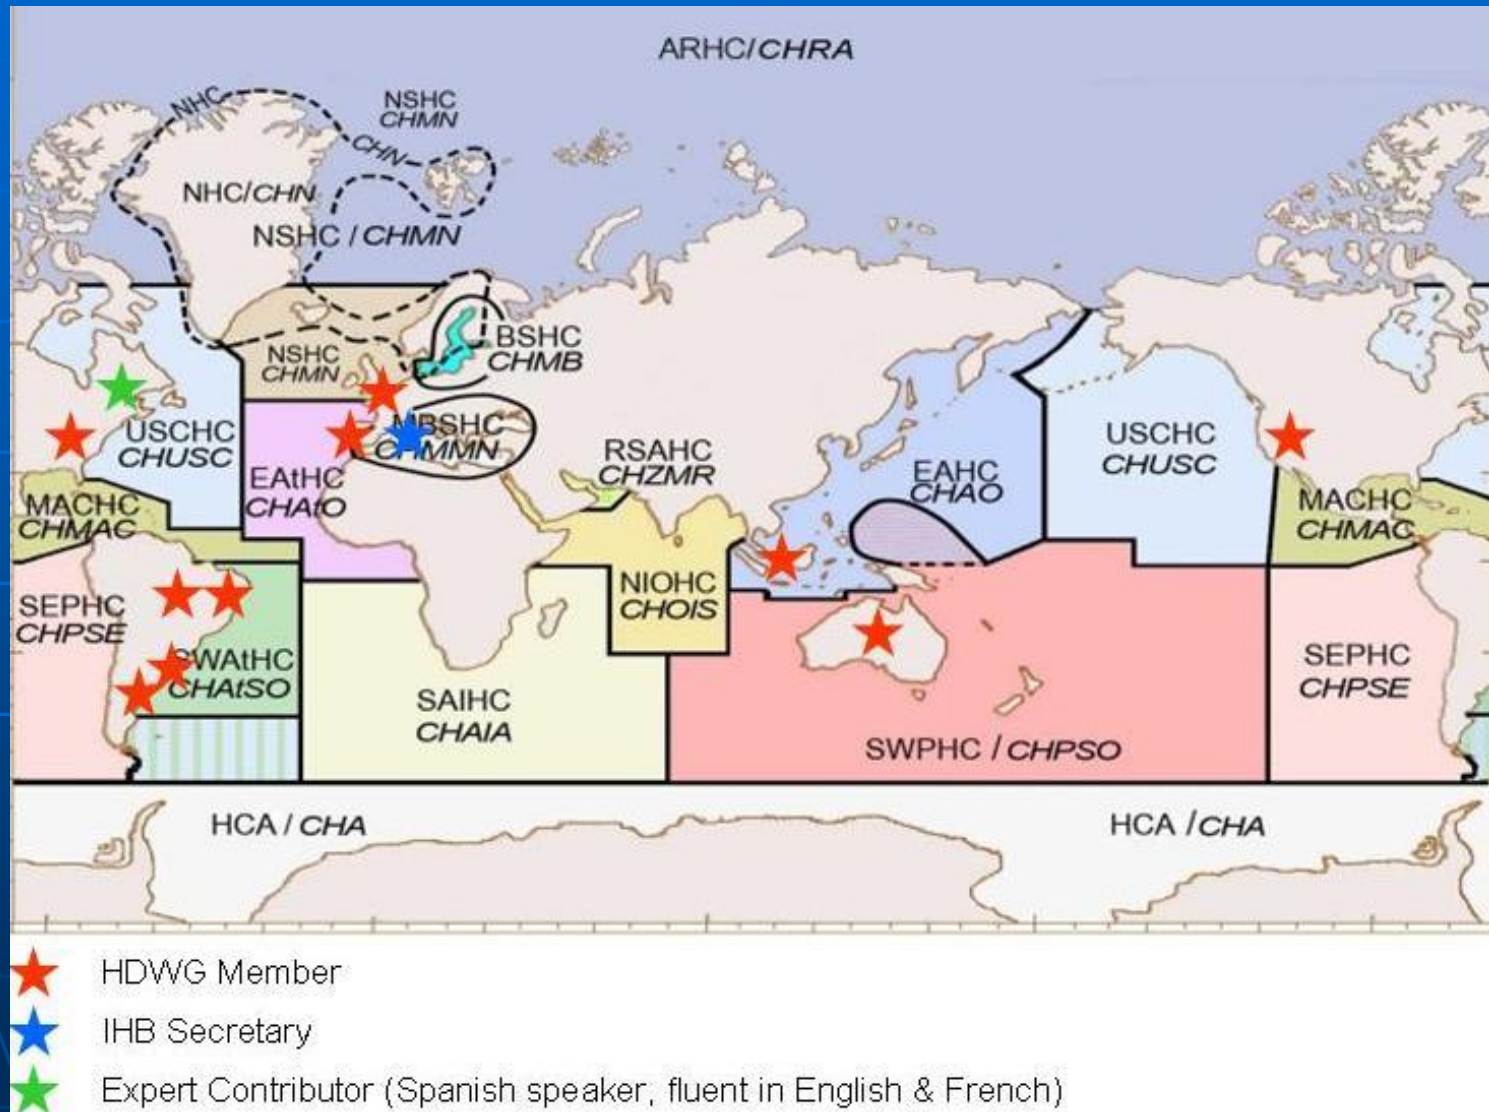 ARHC/CHRA
NHC
NSHC
CHMN
CHN
NHC/CHN
NSHC / CHMN
NSHC
CHMN
BSHC
CHMB
USCHC
CHUSC
MBSHC
CHMMN
EAtHC
CHAtO
RSAHC
CHZMR
EAHC
CHAO
USCHC
CHUSC
MACHC
CHMAC
MACHC
CHMAC
SEPHC
CHPSE
NIOHC
CHOIS
SWAtHC
CHAtSO
SAIHC
CHAIA
SWPHC / CHPSO
SEPHC
CHPSE
HCA / CHA
HCA / CHA
HDWG Member
IHB Secretary
Expert Contributor (Spanish speaker, fluent in English & French)